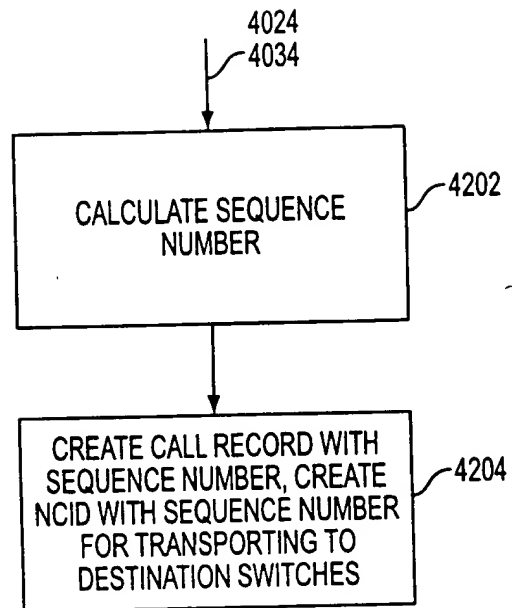 4024
4034
CALCULATE SEQUENCE
NUMBER
4202
CREATE CALL RECORD WITH
SEQUENCE NUMBER, CREATE
NCID WITH SEQUENCE NUMBER
FOR TRANSPORTING TO
DESTINATION SWITCHES
4204